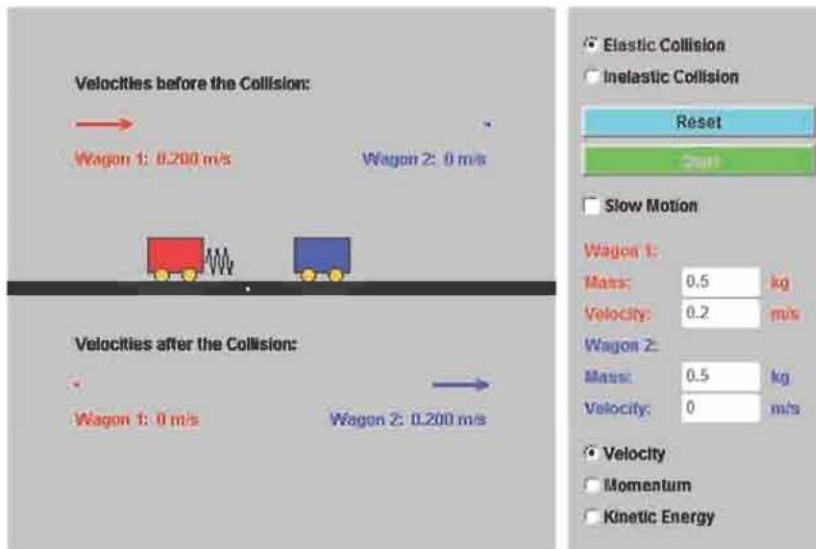 Velocities before the Collision:
Wagon 1: 0.200 m/s
Wagon 2: 0 m/s
Velocities after the Collision:
Wagon 1: 0 m/s
Wagon 2: 0.200 m/s
Elastic Collision
Inelastic Collision
Reset
Start
Slow Motion
Wagon 1:
Mass: 0.5 kg
Velocity: 0.2 m/s
Wagon 2:
Mass: 0.5 kg
Velocity: 0 m/s
Velocity
Momentum
Kinetic Energy